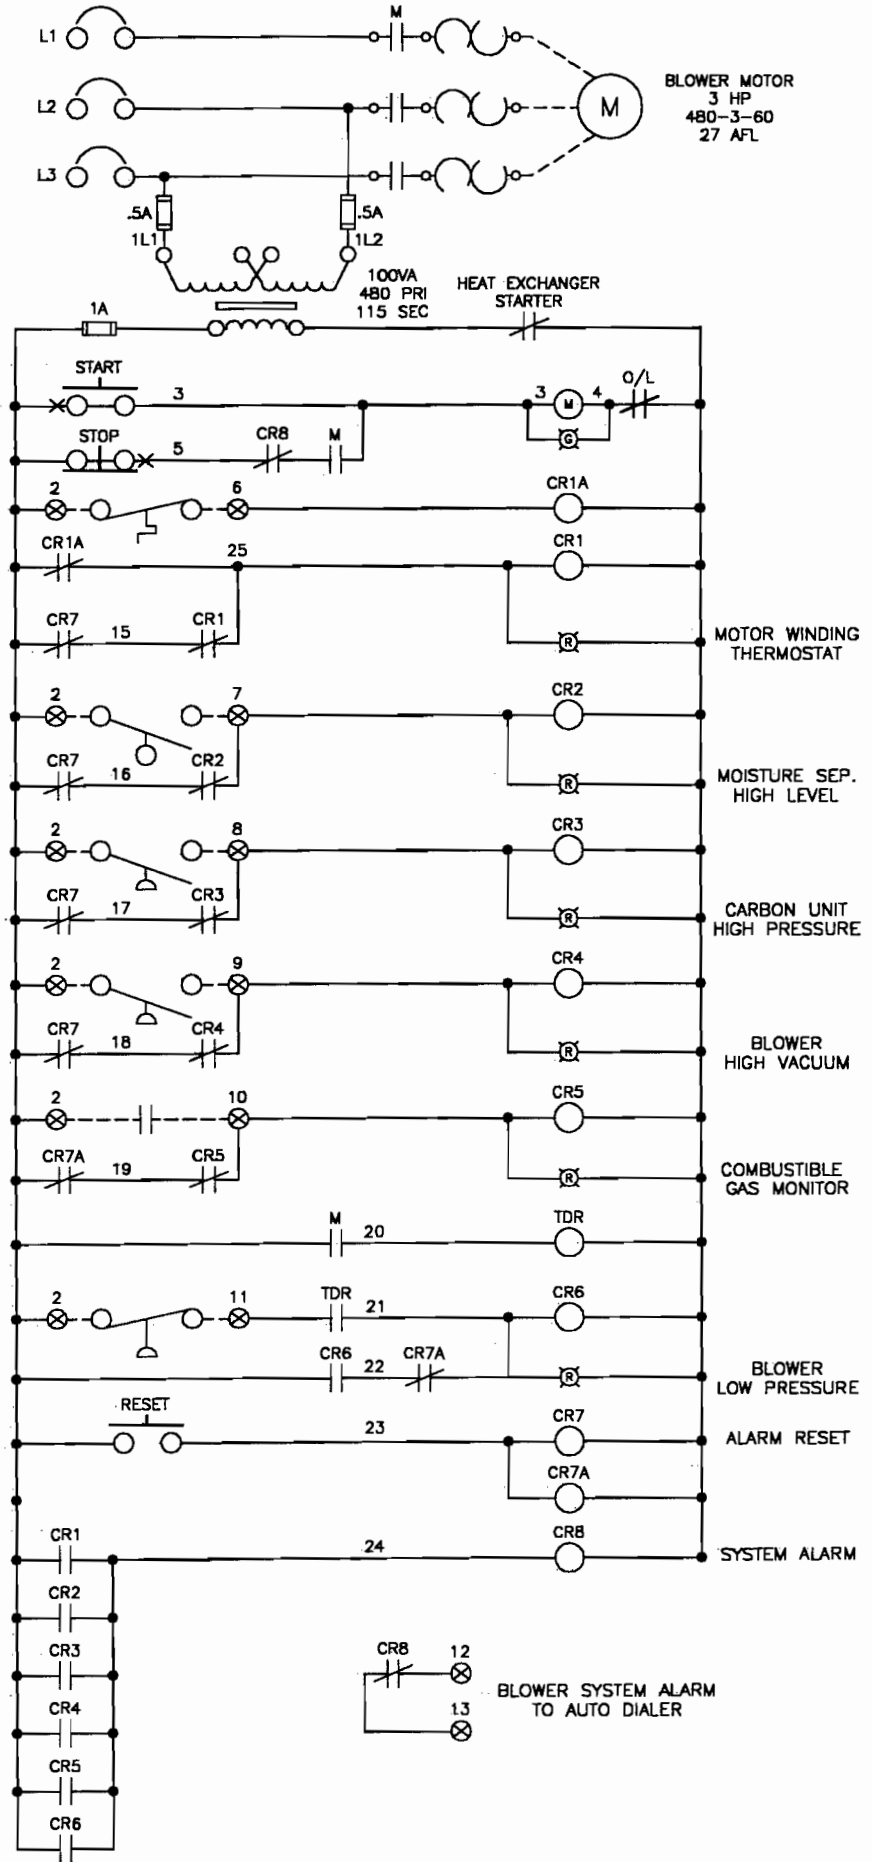 M
L1
BLOWER MOTOR
3 HP
480-3-60
27 AFL
L2
M
L3
.5A
.5A
1L1
1L2
100VA
480 PRI
115 SEC
HEAT EXCHANGER
STARTER
1A
START
3
3
M
4
O/L
G
STOP
5
CR8
M
2
6
CR1A
CR1A
25
CR1
CR7
15
CR1
R
MOTOR WINDING
THERMOSTAT
2
7
CR2
CR7
16
CR2
R
MOISTURE SEP.
HIGH LEVEL
2
8
CR3
CR7
17
CR3
R
CARBON UNIT
HIGH PRESSURE
2
9
CR4
CR7
18
CR4
R
BLOWER
HIGH VACUUM
2
10
CR5
CR7A
19
CR5
R
COMBUSTIBLE
GAS MONITOR
M
20
TDR
2
11
TDR
21
CR6
CR6
22
CR7A
R
BLOWER
LOW PRESSURE
RESET
23
CR7
ALARM RESET
CR7A
CR1
24
CR8
SYSTEM ALARM
CR2
CR3
CR4
CR5
CR6
CR8
12
13
BLOWER SYSTEM ALARM
TO AUTO DIALER